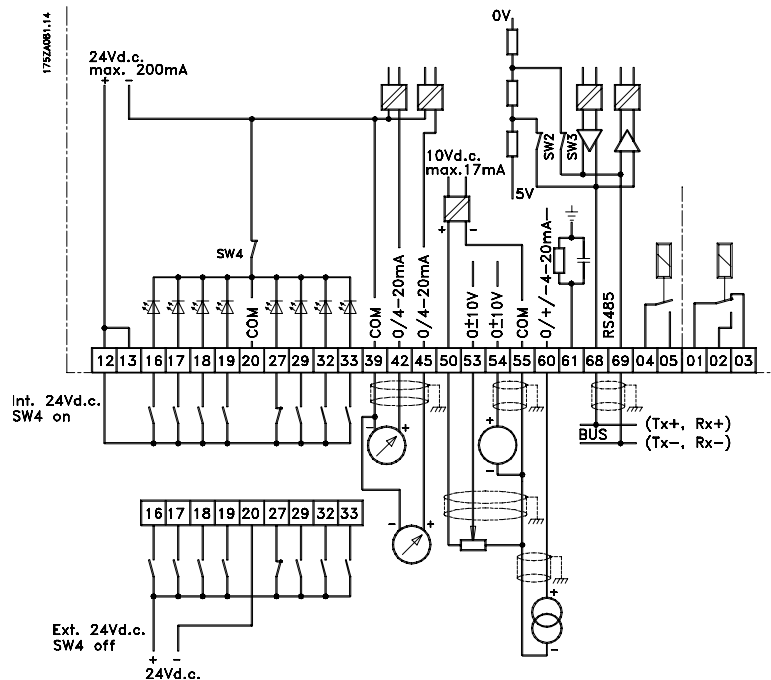 175ZA081.14
24Vd.c.
max. 200mA
+ −
0V
5V
SW2
SW3
10Vd.c.
max.17mA
+ −
SW4
COM
COM
0/4−20mA
0/4−20mA
0±10V
0±10V
COM
0/+/−4−20mA
RS485
12 13 16 17 18 19 20 27 29 32 33 39 42 45 50 53 54 55 60 61 68 69 04 05 01 02 03
Int. 24Vd.c.
SW4 on
− +
+
−
BUS
(Tx+, Rx+)
(Tx−, Rx−)
16 17 18 19 20 27 29 32 33
− +
+
−
Ext. 24Vd.c.
SW4 off
+ −
24Vd.c.